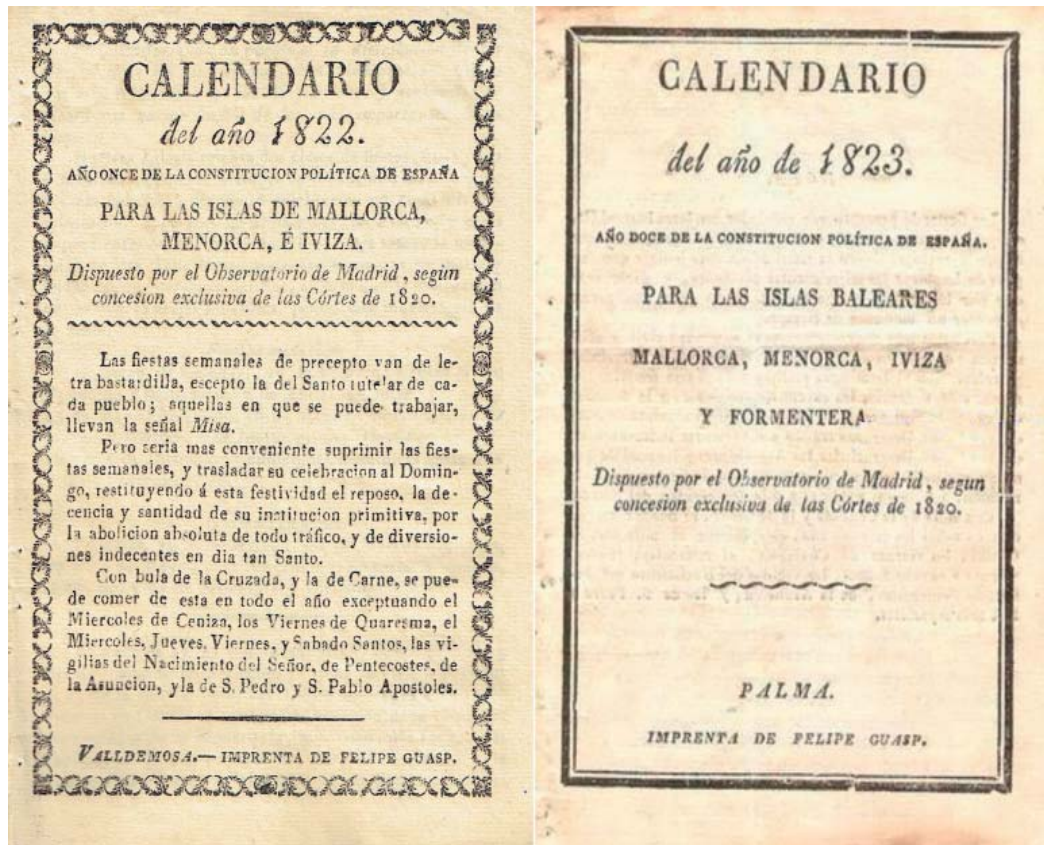 CALENDARIO
del año 1822.
AÑO ONCE DE LA CONSTITUCION POLÍTICA DE ESPAÑA
PARA LAS ISLAS DE MALLORCA,
MENORCA, É IVIZA.
Dispuesto por el Observatorio de Madrid, segun
concesion exclusiva de las Córtes de 1820.
Las fiestas semanales de precepto van de le-
tra bastardilla, escepto la del Santo tutelar de ca-
da pueblo; aquellas en que se puede trabajar,
llevan la señal Misa.
Pero seria mas conveniente suprimir las fies-
tas semanales, y trasladar su celebracion al Domin-
go, restituyendo á esta festividad el reposo, la de-
cencia y santidad de su institucion primitiva, por
la abolicion absoluta de todo tráfico, y de diversio-
nes indecentes en dia tan Santo.
Con bula de la Cruzada, y la de Carne, se pue-
de comer de esta en todo el año exceptuando el
Miercoles de Ceniza, los Viernes de Quaresma, el
Miercoles, Jueves, Viernes, y Sabado Santos, las vi-
gilias del Nacimiento del Señor, de Pentecostes, de
la Asuncion, y la de S. Pedro y S. Pablo Apostoles.
VALLDEMOSA.— IMPRENTA DE FELIPE GUASP.
CALENDARIO
del año de 1823.
AÑO DOCE DE LA CONSTITUCION POLÍTICA DE ESPAÑA.
PARA LAS ISLAS BALEARES
MALLORCA, MENORCA, IVIZA
Y FORMENTERA.
Dispuesto por el Observatorio de Madrid, segun
concesion exclusiva de las Córtes de 1820.
PALMA.
IMPRENTA DE FELIPE GUASP.